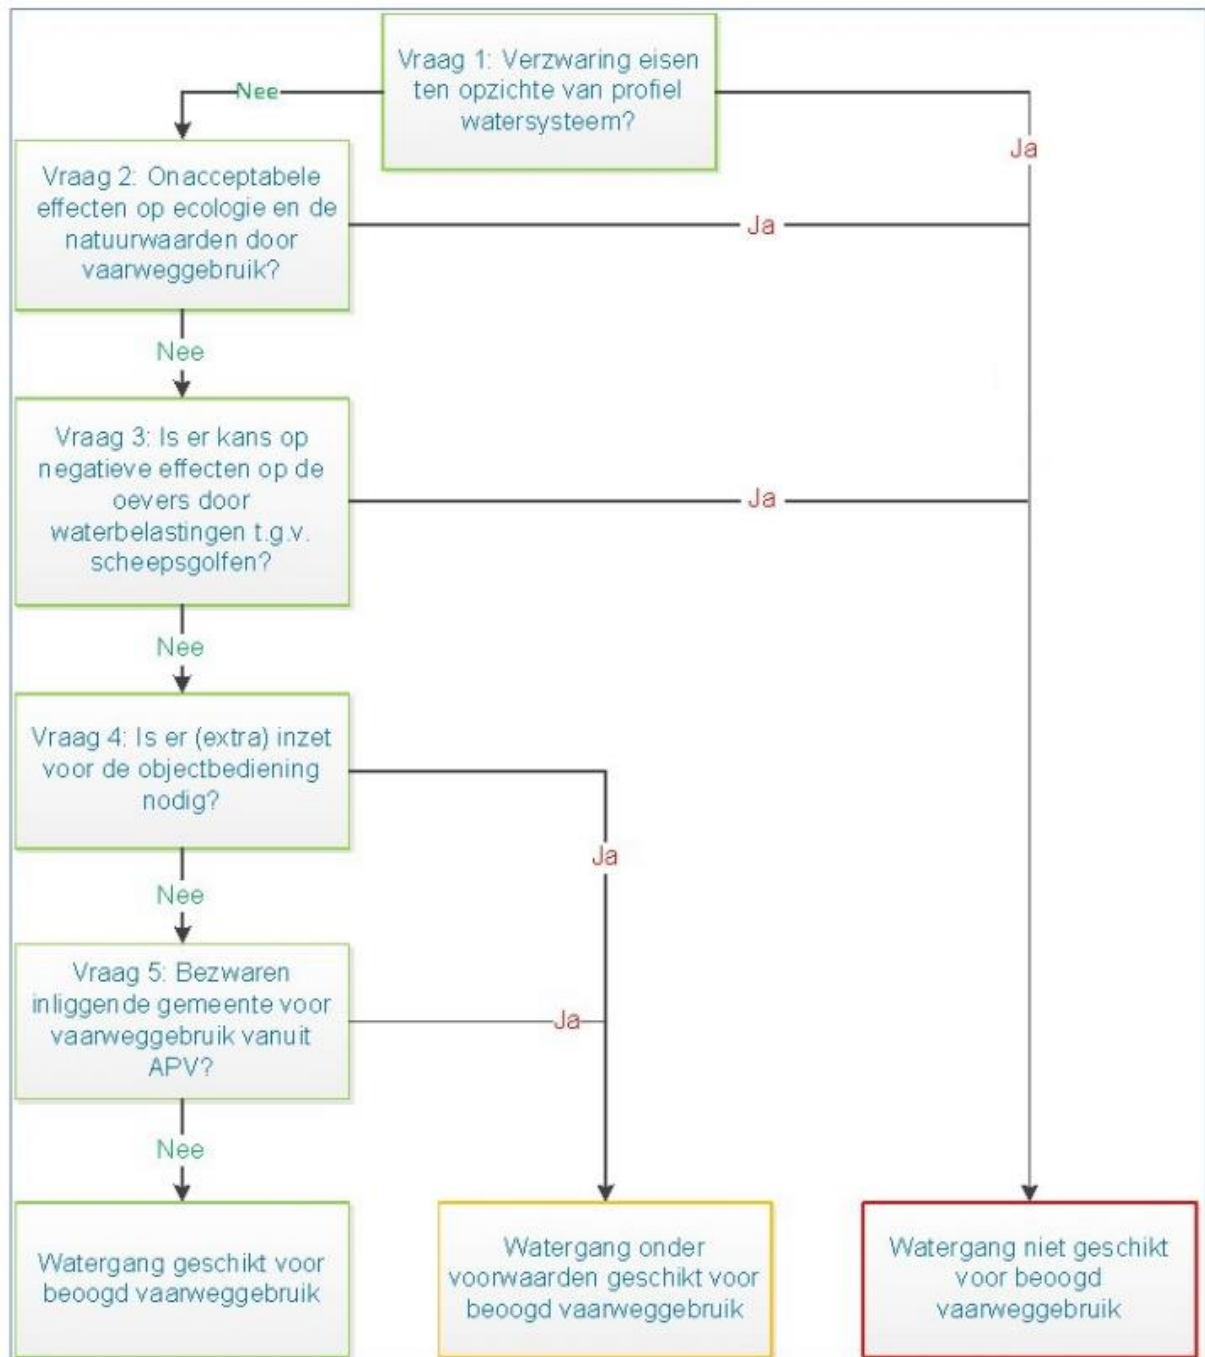 Vraag 1: Verzwaring eisen
ten opzichte van profiel
watersysteem?
Nee
Ja
Vraag 2: Onacceptabele
effecten op ecologie en de
natuurwaarden door
vaarweggebruik?
Ja
Nee
Vraag 3: Is er kans op
negatieve effecten op de
oevers door
waterbelastingen t.g.v.
scheepsgolfen?
Ja
Nee
Vraag 4: Is er (extra) inzet
voor de objectbediening
nodig?
Ja
Nee
Vraag 5: Bezwaren
inliggende gemeente voor
vaarweggebruik vanuit
APV?
Ja
Nee
Watergang geschikt voor
beoogd vaarweggebruik
Watergang onder
voorwaarden geschikt voor
beoogd vaarweggebruik
Watergang niet geschikt
voor beoogd
vaarweggebruik